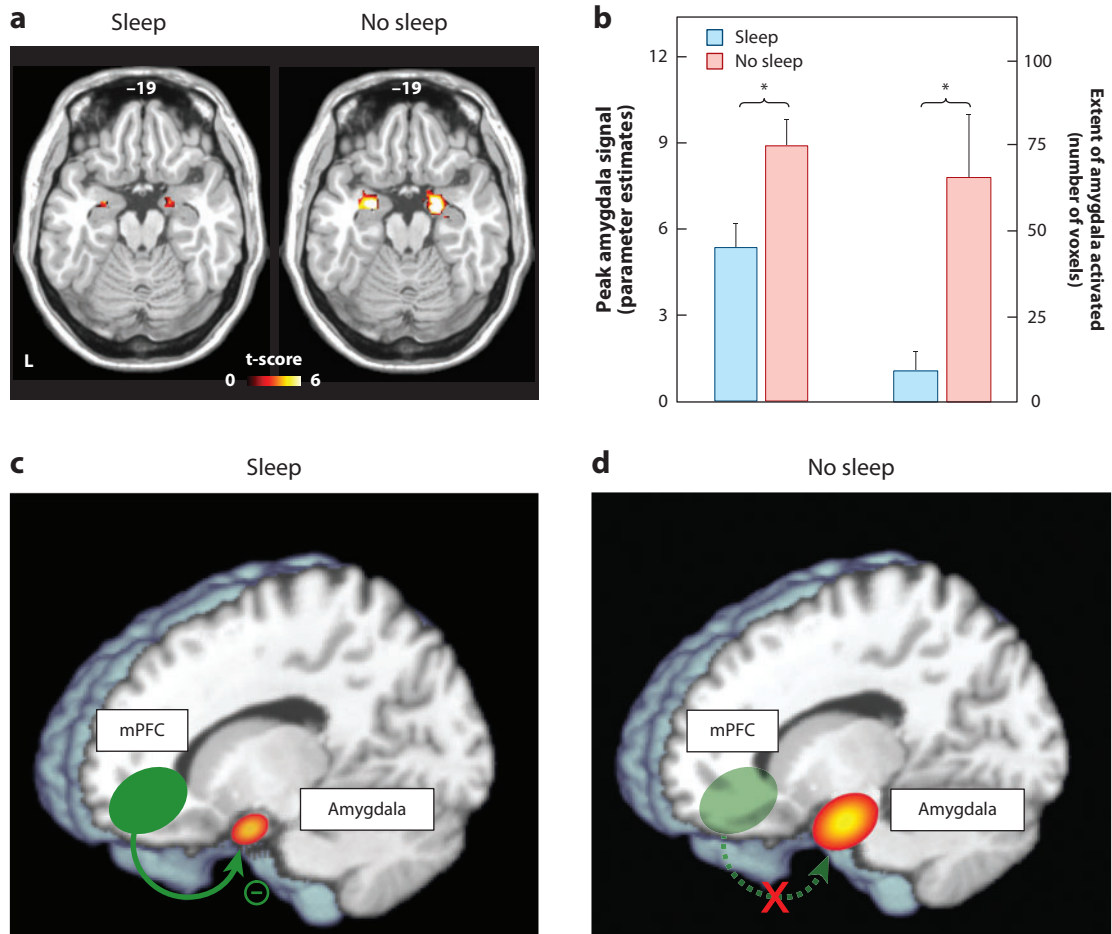 a
Sleep
No sleep
–19
–19
L
t-score
0
6
b
Sleep
No sleep
12
9
6
3
0
Peak amygdala signal
(parameter estimates)
*
*
100
75
50
25
0
Extent of amygdala activated
(number of voxels)
c
Sleep
mPFC
Amygdala
–
d
No sleep
mPFC
Amygdala
X